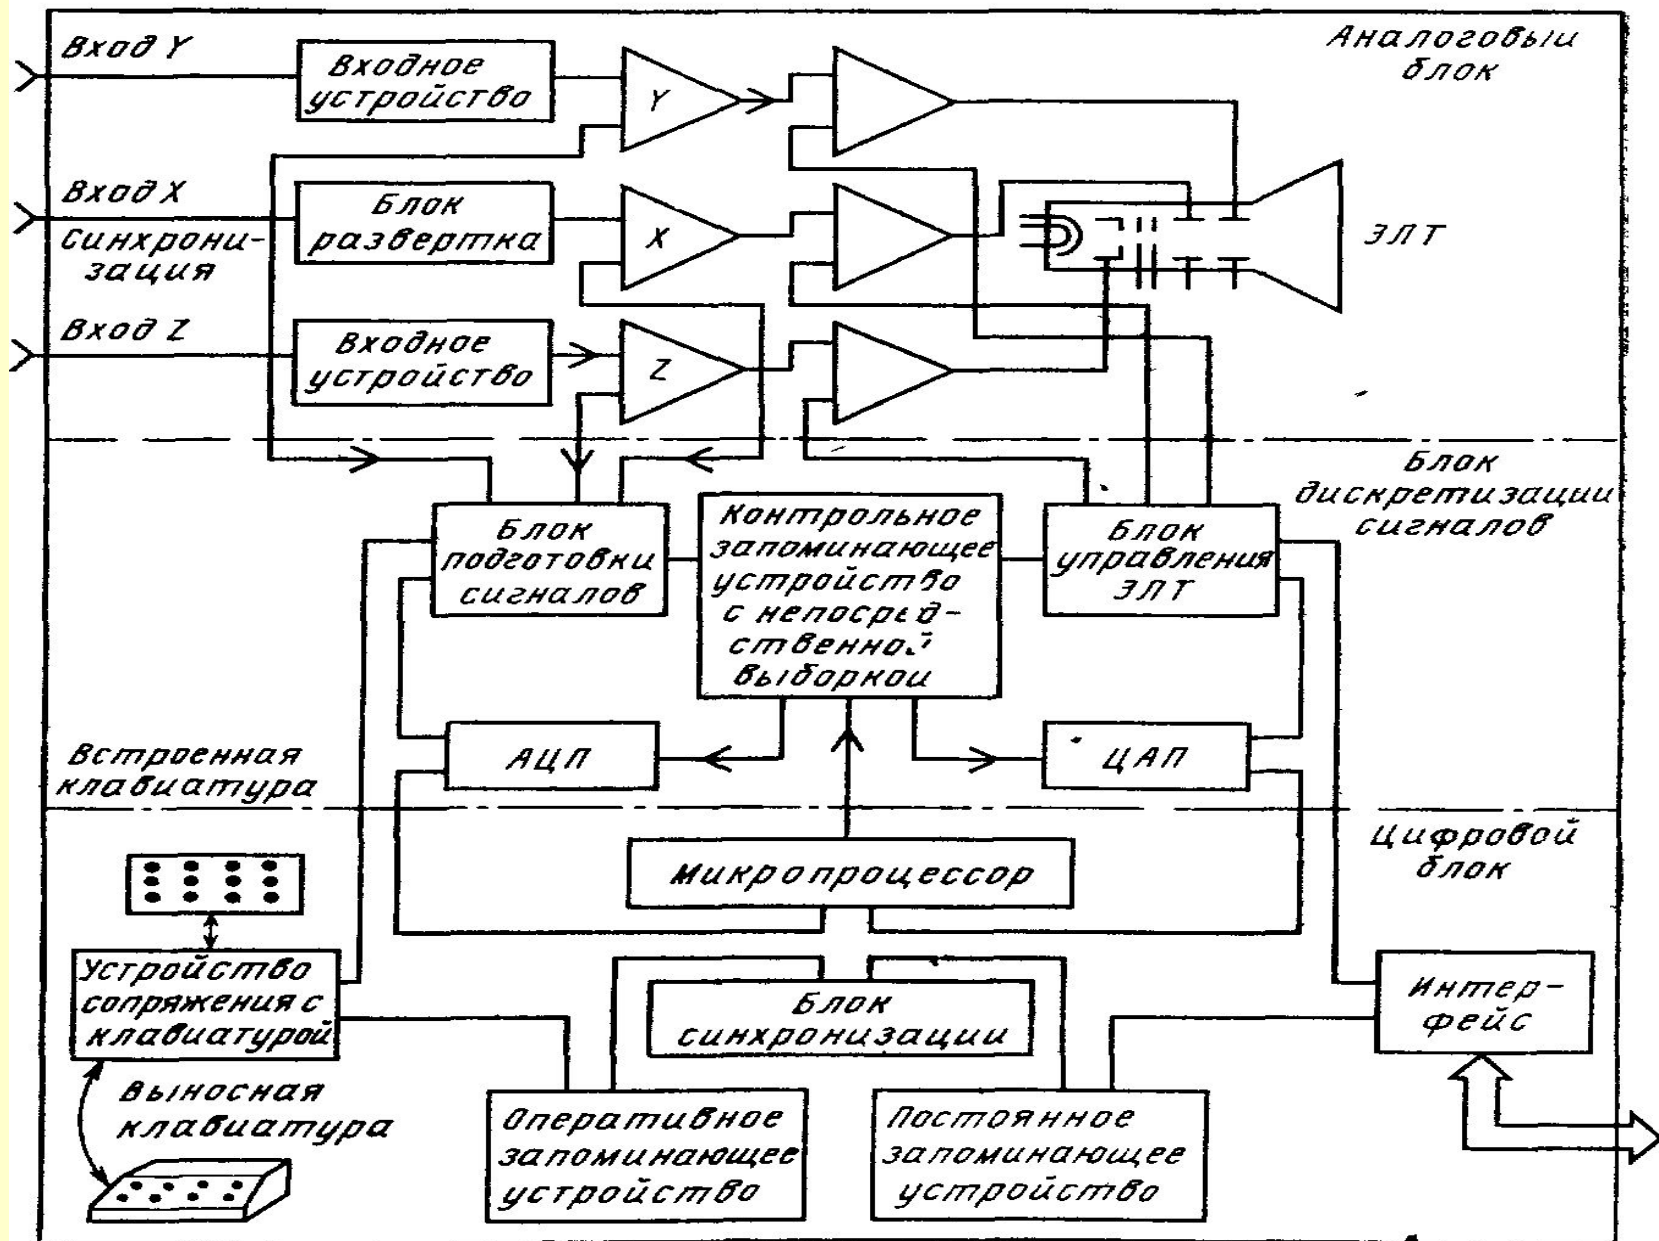 Вход Y
Входное
устройство
Y
Аналоговый
блок
Вход X
Синхрони-
зация
Блок
развертка
X
ЭЛТ
Вход Z
Входное
устройство
Z
Блок
дискретизации
сигналов
Блок
подготовки
сигналов
Контрольное
запоминающее
устройство
с непосред-
ственной
выборкой
Блок
управления
ЭЛТ
АЦП
ЦАП
Встроенная
клавиатура
Цифровой
блок
Микропроцессор
Устройство
сопряжения с
клавиатурой
Блок
синхронизации
Интер-
фейс
Выносная
клавиатура
Оперативное
запоминающее
устройство
Постоянное
запоминающее
устройство